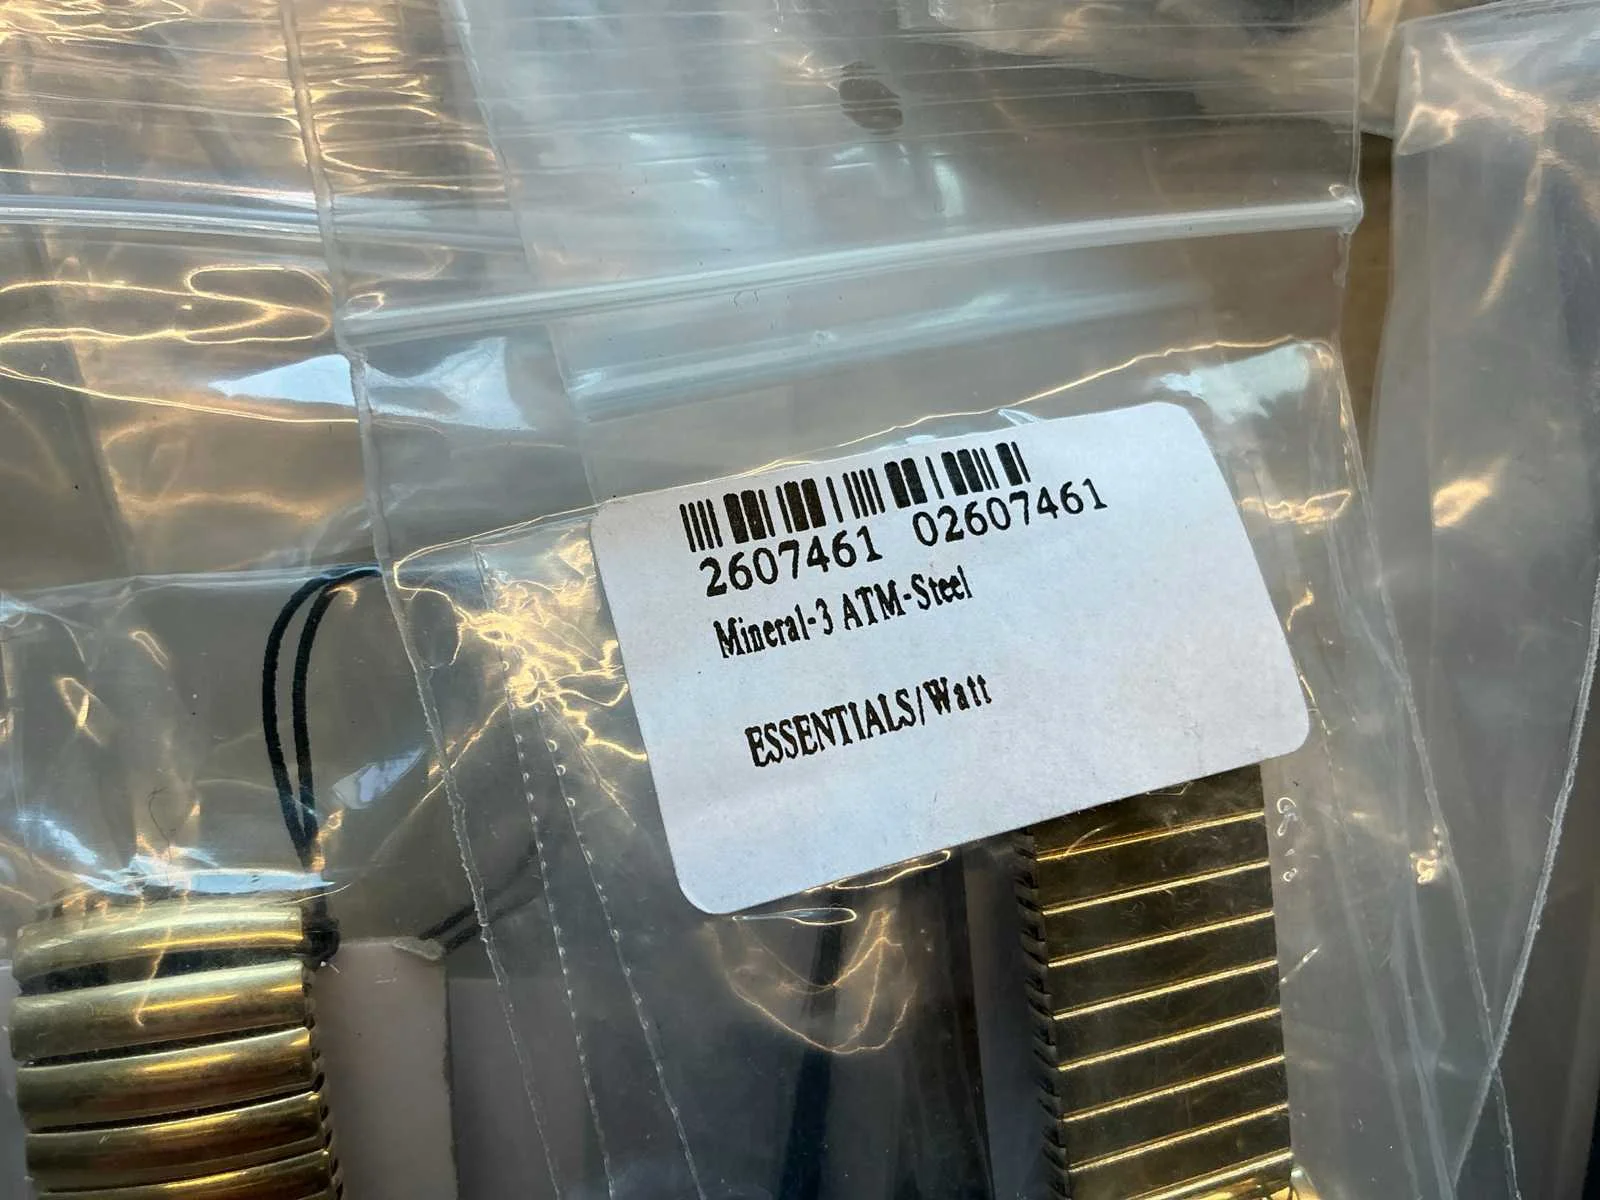 2607461 02607461
Mineral-3 ATM-Steel
ESSENTIALS/Watt